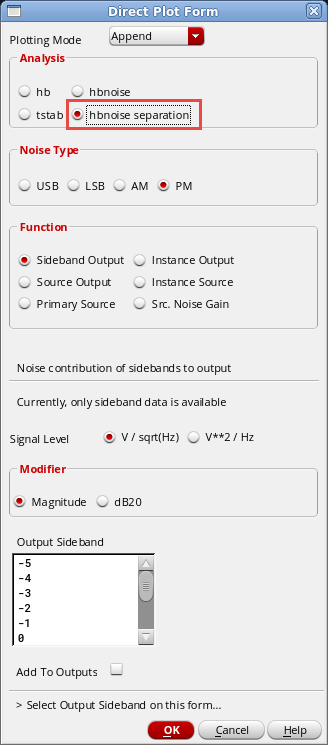 Direct Plot Form
Plotting Mode Append
Analysis
hb hbnoise
tstab hbnoise separation
Noise Type
USB LSB AM PM
Function
Sideband Output Instance Output
Source Output Instance Source
Primary Source Src. Noise Gain
Noise contribution of sidebands to output
Currently, only sideband data is available
Signal Level V / sqrt(Hz) V**2 / Hz
Modifier
Magnitude dB20
Output Sideband
-5
-4
-3
-2
-1
0
Add To Outputs
> Select Output Sideband on this form...
OK Cancel Help